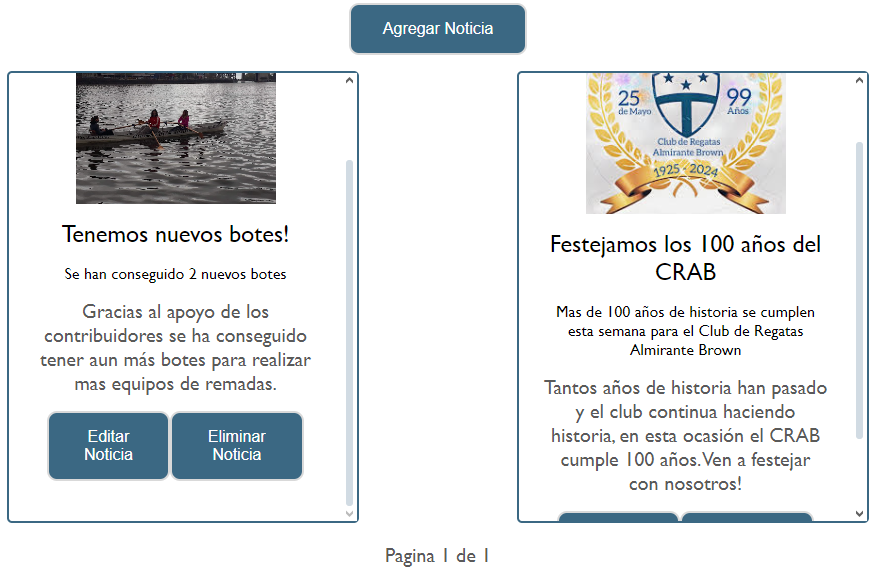 Agregar Noticia
Tenemos nuevos botes!
Se han conseguido 2 nuevos botes
Gracias al apoyo de los
contribuidores se ha conseguido
tener aun más botes para realizar
mas equipos de remadas.
Editar
Noticia
Eliminar
Noticia
25
de Mayo
99
Años
Club de Regatas
Almirante Brown
1925 - 2024
Festejamos los 100 años del
CRAB
Mas de 100 años de historia se cumplen
esta semana para el Club de Regatas
Almirante Brown
Tantos años de historia han pasado
y el club continua haciendo
historia, en esta ocasión el CRAB
cumple 100 años. Ven a festejar
con nosotros!
Pagina 1 de 1